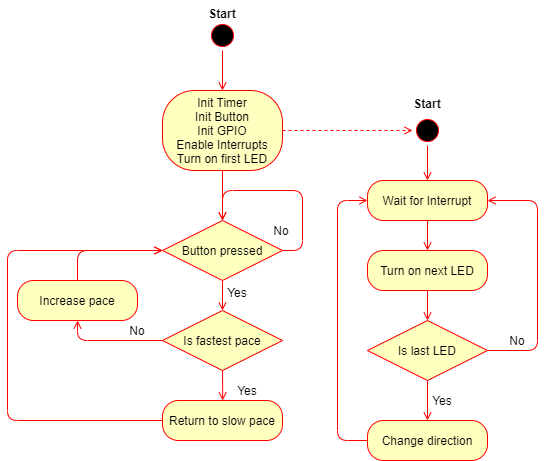 Start
Init Timer
Init Button
Init GPIO
Enable Interrupts
Turn on first LED
Button pressed
No
Yes
Increase pace
No
Is fastest pace
Yes
Return to slow pace
Start
Wait for Interrupt
Turn on next LED
Is last LED
No
Yes
Change direction